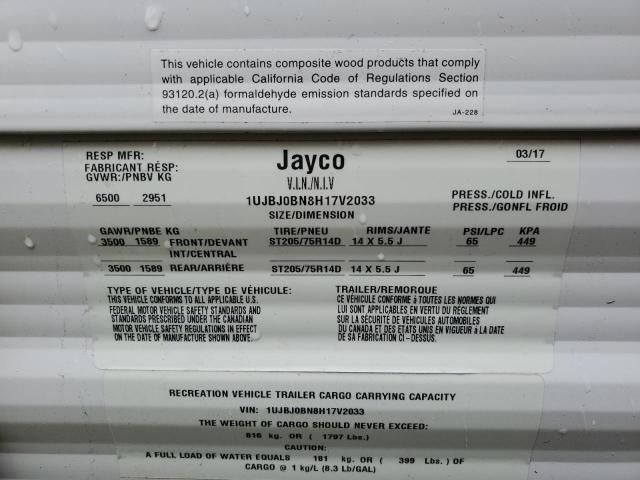 This vehicle contains composite wood products that comply
with applicable California Code of Regulations Section
93120.2(a) formaldehyde emission standards specified on
the date of manufacture.
JA-228
RESP MFR:
FABRICANT RÉSP:
GVWR:/PNBV KG
Jayco
03/17
V.I.N./N.I.V
6500 2951
1UJBJ0BN8H17V2033
PRESS./COLD INFL.
PRESS./GONFL FROID
SIZE/DIMENSION
GAWR/PNBE KG TIRE/PNEU RIMS/JANTE PSI/LPC KPA
3500 1589 FRONT/DEVANT ST205/75R14D 14 X 5.5 J 65 449
INT/CENTRAL
3500 1589 REAR/ARRIÈRE ST205/75R14D 14 X 5.5 J 65 449
TYPE OF VEHICLE/TYPE DE VÉHICULE: TRAILER/REMORQUE
THIS VEHICLE CONFORMS TO ALL APPLICABLE U.S.
FEDERAL MOTOR VEHICLE SAFETY STANDARDS AND
STANDARDS PRESCRIBED UNDER THE CANADIAN
MOTOR VEHICLE SAFETY REGULATIONS IN EFFECT
ON THE DATE OF MANUFACTURE SHOWN ABOVE.
CE VÉHICULE CONFORME à TOUTES LES NORMES QUI
LUI SONT APPLICABLES EN VERTU DU RÈGLEMENT
SUR LA SÉCURITÉ DE VÉHICULES AUTOMOBILES
DU CANADA ET DES ETATS UNIS EN VIGUEUR à LA DATE
DE SA FABRICATION CI-DESSUS.
RECREATION VEHICLE TRAILER CARGO CARRYING CAPACITY
VIN: 1UJBJ0BN8H17V2033
THE WEIGHT OF CARGO SHOULD NEVER EXCEED:
816 kg. OR ( 1797 Lbs.)
CAUTION:
A FULL LOAD OF WATER EQUALS 181 kg. OR ( 399 Lbs. ) OF
CARGO @ 1 kg/L (8.3 Lb/GAL)